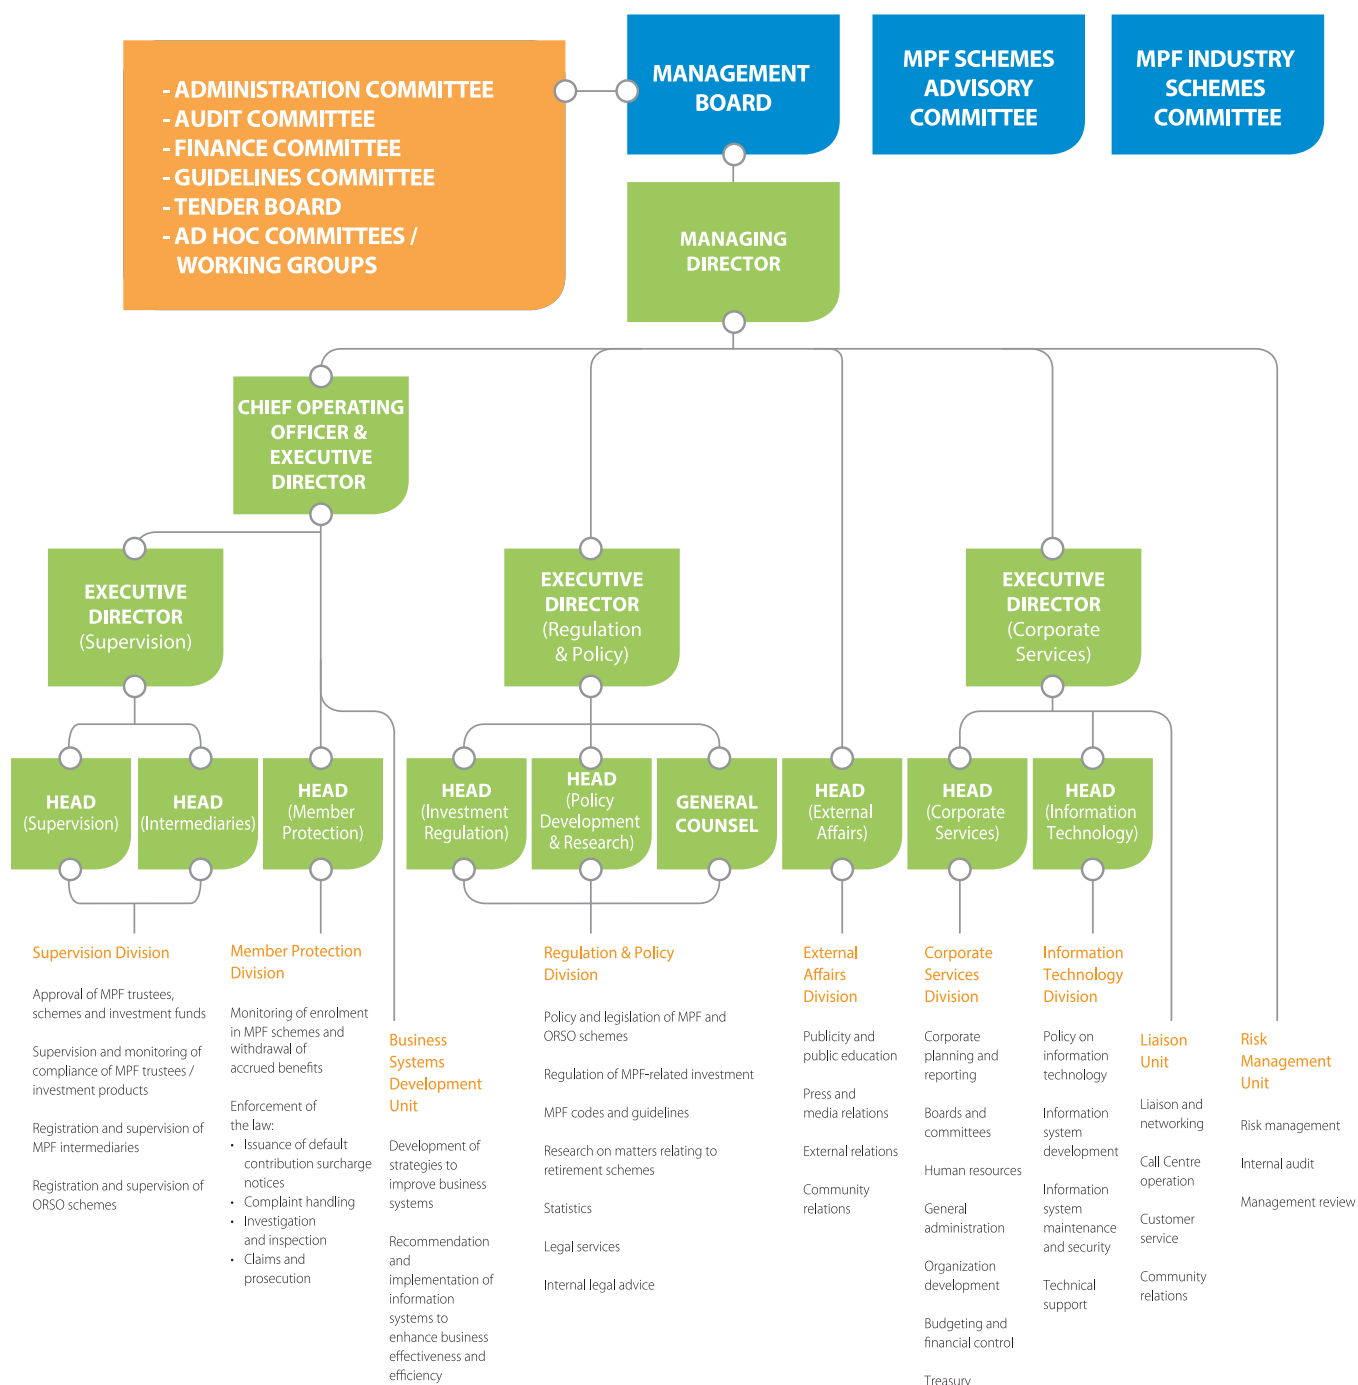 - ADMINISTRATION COMMITTEE
- AUDIT COMMITTEE
- FINANCE COMMITTEE
- GUIDELINES COMMITTEE
- TENDER BOARD
- AD HOC COMMITTEES /
WORKING GROUPS
MANAGEMENT
BOARD
MPF SCHEMES
ADVISORY
COMMITTEE
MPF INDUSTRY
SCHEMES
COMMITTEE
MANAGING
DIRECTOR
CHIEF OPERATING
OFFICER &
EXECUTIVE
DIRECTOR
EXECUTIVE
DIRECTOR
(Supervision)
EXECUTIVE
DIRECTOR
(Regulation
& Policy)
EXECUTIVE
DIRECTOR
(Corporate
Services)
HEAD
(Supervision)
HEAD
(Intermediaries)
HEAD
(Member
Protection)
HEAD
(Investment
Regulation)
HEAD
(Policy
Development
& Research)
GENERAL
COUNSEL
HEAD
(External
Affairs)
HEAD
(Corporate
Services)
HEAD
(Information
Technology)
Supervision Division
Approval of MPF trustees,
schemes and investment funds
Supervision and monitoring of
compliance of MPF trustees /
investment products
Registration and supervision of
MPF intermediaries
Registration and supervision of
ORSO schemes
Member Protection
Division
Monitoring of enrolment
in MPF schemes and
withdrawal of
accrued benefits
Enforcement of
the law:
• Issuance of default
contribution surcharge
notices
• Complaint handling
• Investigation
and inspection
• Claims and
prosecution
Business
Systems
Development
Unit
Development of
strategies to
improve business
systems
Recommendation
and
implementation of
information
systems to
enhance business
effectiveness and
efficiency
Regulation & Policy
Division
Policy and legislation of MPF and
ORSO schemes
Regulation of MPF-related investment
MPF codes and guidelines
Research on matters relating to
retirement schemes
Statistics
Legal services
Internal legal advice
External
Affairs
Division
Publicity and
public education
Press and
media relations
External relations
Community
relations
Corporate
Services
Division
Corporate
planning and
reporting
Boards and
committees
Human resources
General
administration
Organization
development
Budgeting and
financial control
Treasury
Information
Technology
Division
Policy on
information
technology
Information
system
development
Information
system
maintenance
and security
Technical
support
Liaison
Unit
Liaison and
networking
Call Centre
operation
Customer
service
Community
relations
Risk
Management
Unit
Risk management
Internal audit
Management review